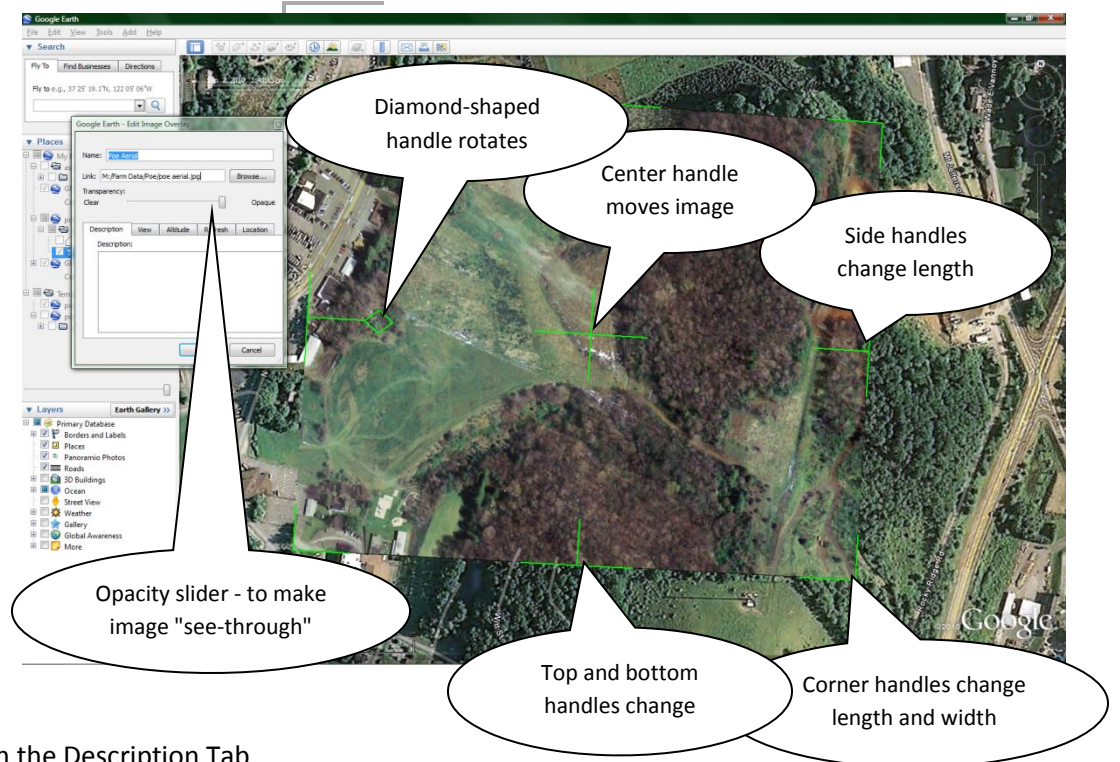 Google Earth
File Edit View Tools Add Help
Search
Fly To Find Businesses Directions
Fly to e.g., 37 25' 19.1"N, 122 05' 06"W
Places
My
Google Earth - Edit Image Overlay
Name: Poe Aerial
Link: M:/Farm Data/Poe/poe aerial.jpg Browse...
Transparency:
Clear Opaque
Description View Altitude Location
Description:
Cancel
Layers Earth Gallery >>
Primary Database
Borders and Labels
Places
Panoramio Photos
Roads
3D Buildings
Ocean
Street View
Weather
Gallery
Global Awareness
More
Diamond-shaped
handle rotates
Center handle
moves image
Side handles
change length
Opacity slider - to make
image "see-through"
Top and bottom
handles change
Corner handles change
length and width
©2010 Google
the Description Tab